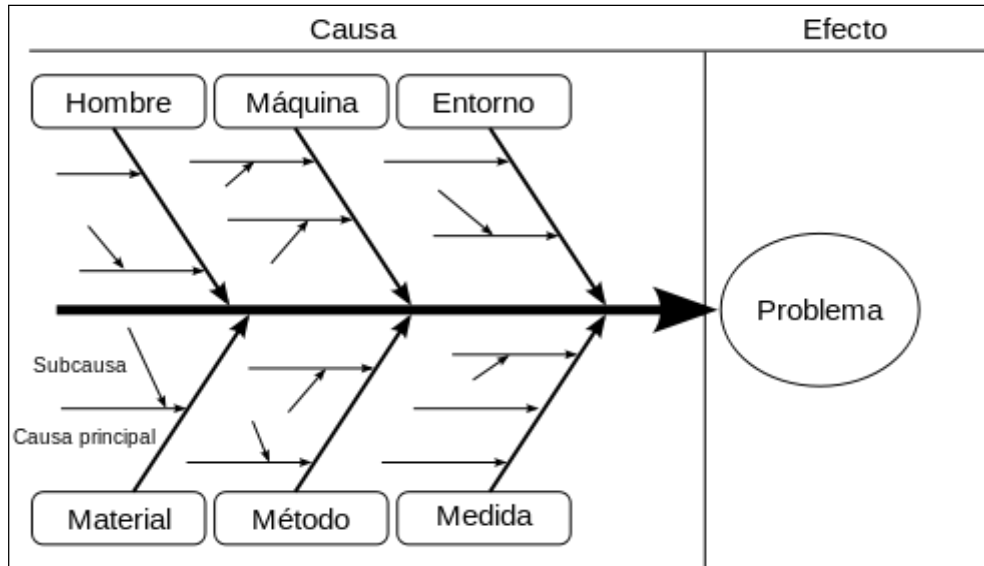 Causa
Efecto
Hombre
Máquina
Entorno
Problema
Subcausa
Causa principal
Material
Método
Medida